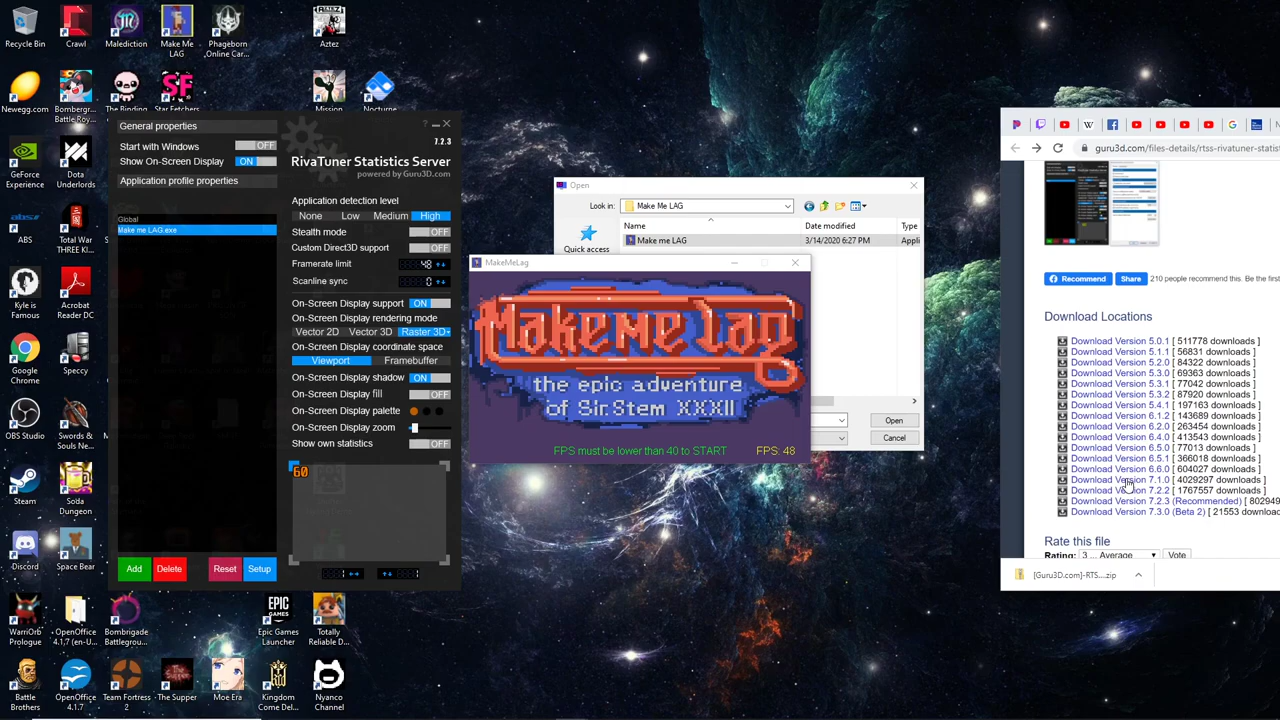 Recycle Bin
Crawl
Malediction
Make Me LAG
Phageborn Online Car...
Aztez
Newegg.com
Bombergr... Battle Roy...
The Binding
Star Fetchers
Mission
Nocturne
GeForce Experience
Dota Underlords
ABS
Total War THREE KI...
Kyle is Famous
Acrobat Reader DC
Google Chrome
Speccy
OBS Studio
Swords & Souls Ne...
Steam
Soda Dungeon
Discord
Space Bear
WarriOrb Prologue
OpenOffice 4.1.7 (en-U...
Bombrigade Battlegrou...
Epic Games Launcher
Totally Reliable D...
Battle Brothers
OpenOffice 4.1.7
Team Fortress 2
The Supper
Moe Era
Kingdom Come Del...
Nyanco Channel
General properties
Start with Windows OFF
Show On-Screen Display ON
Application profile properties
Global
Make me LAG.exe
Add Delete Reset Setup
? 
7.2.3
RivaTuner Statistics Server
powered by Guru3D.com
Application detection level
None Low Medi High
Stealth mode OFF
Custom Direct3D support OFF
Framerate limit 48
Scanline sync 0
On-Screen Display support ON
On-Screen Display rendering mode
Vector 2D Vector 3D Raster 3D
On-Screen Display coordinate space
Viewport Framebuffer
On-Screen Display shadow ON
On-Screen Display fill OFF
On-Screen Display palette
On-Screen Display zoom
Show own statistics OFF
60
Open
Look in: Make Me LAG
Name Date modified Type
Make me LAG 3/14/2020 6:27 PM Appli
Quick access
Open
Cancel
MakeMeLag
MakeMe lag
the epic adventure
of Sir.Stem XXXII
FPS must be lower than 40 to START FPS: 48
guru3d.com/files-details/rtss-rivatuner-statist
Recommend Share 210 people recommend this. Be the first
Download Locations
Download Version 5.0.1 [ 511778 downloads ]
Download Version 5.1.1 [ 56831 downloads ]
Download Version 5.2.0 [ 84322 downloads ]
Download Version 5.3.0 [ 69363 downloads ]
Download Version 5.3.1 [ 77042 downloads ]
Download Version 5.3.2 [ 87920 downloads ]
Download Version 5.4.1 [ 197163 downloads ]
Download Version 6.1.2 [ 143689 downloads ]
Download Version 6.2.0 [ 263454 downloads ]
Download Version 6.4.0 [ 413543 downloads ]
Download Version 6.5.0 [ 77013 downloads ]
Download Version 6.5.1 [ 366018 downloads ]
Download Version 6.6.0 [ 604027 downloads ]
Download Version 7.1.0 [ 4029297 downloads ]
Download Version 7.2.2 [ 1767557 downloads ]
Download Version 7.2.3 (Recommended) [ 802949
Download Version 7.3.0 (Beta 2) [ 21553 download
Rate this file
Rating: 3 ... Average Vote
[Guru3D.com]-RTS....zip